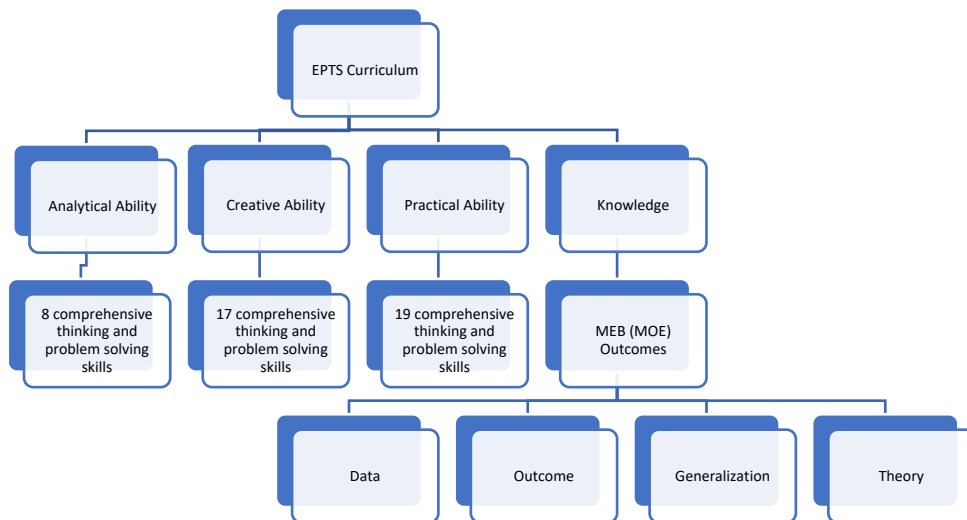 EPTS Curriculum
Analytical Ability
Creative Ability
Practical Ability
Knowledge
8 comprehensive
thinking and
problem solving
skills
17 comprehensive
thinking and
problem solving
skills
19 comprehensive
thinking and
problem solving
skills
MEB (MOE)
Outcomes
Data
Outcome
Generalization
Theory